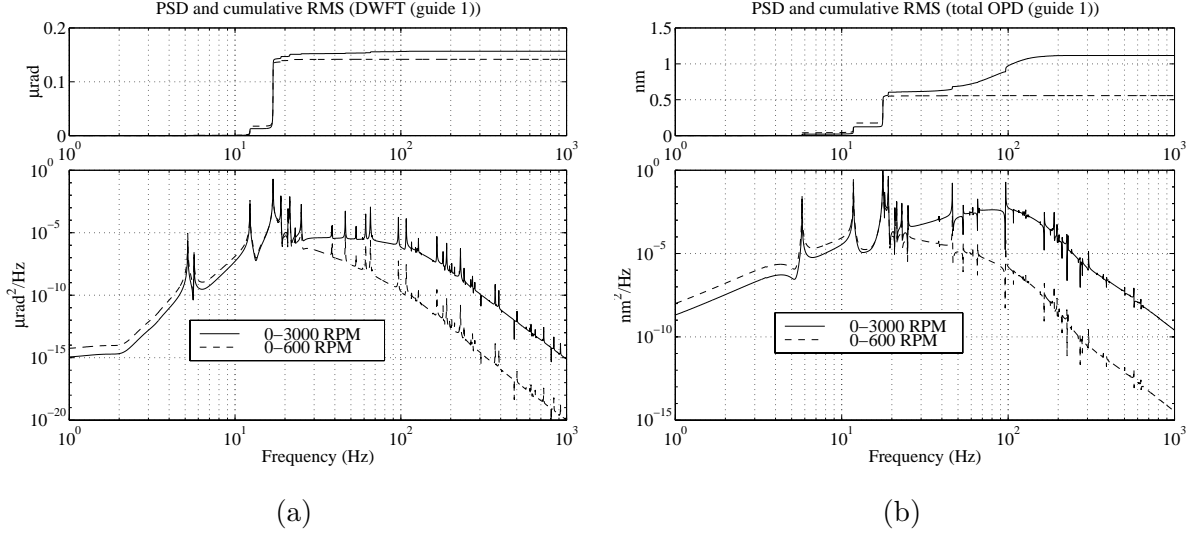 PSD and cumulative RMS (DWFT (guide 1))
0.2
0.1
0
µrad
10^0 10^1 10^2 10^3
10^0
10^−5
10^−10
10^−15
10^−20
µrad^2/Hz
0−3000 RPM
0−600 RPM
10^0 10^1 10^2 10^3
Frequency (Hz)
(a)
PSD and cumulative RMS (total OPD (guide 1))
1.5
1
0.5
0
nm
10^0 10^1 10^2 10^3
10^0
10^−5
10^−10
10^−15
nm^2/Hz
0−3000 RPM
0−600 RPM
10^0 10^1 10^2 10^3
Frequency (Hz)
(b)